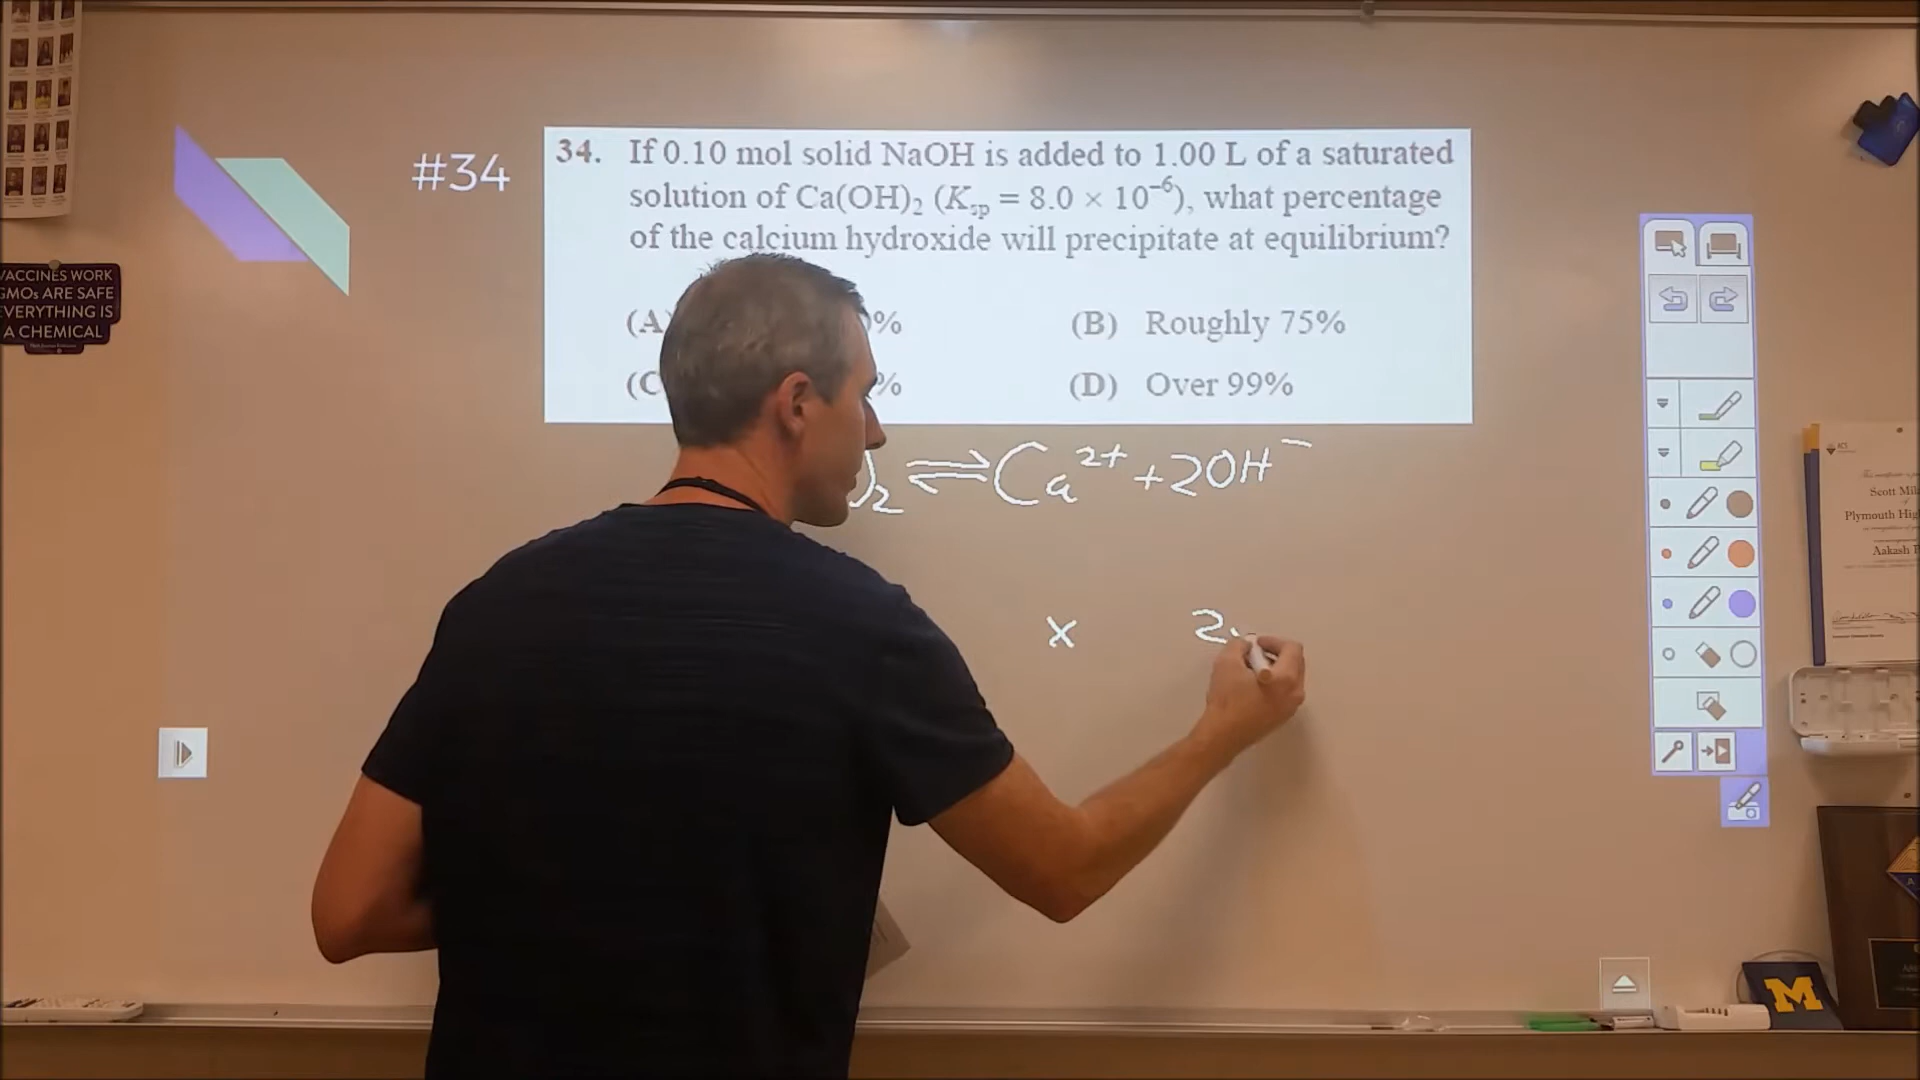 VACCINES WORK
GMOs ARE SAFE
EVERYTHING IS
A CHEMICAL
#34
34. If 0.10 mol solid NaOH is added to 1.00 L of a saturated
solution of Ca(OH)₂ (Ksp = 8.0 × 10⁻⁶), what percentage
of the calcium hydroxide will precipitate at equilibrium?
(A) %
(B) Roughly 75%
(C %
(D) Over 99%
)₂ ⇌ Ca²⁺ + 2OH⁻
x 2
Scott Mil
Plymouth Hig
Aakash
M